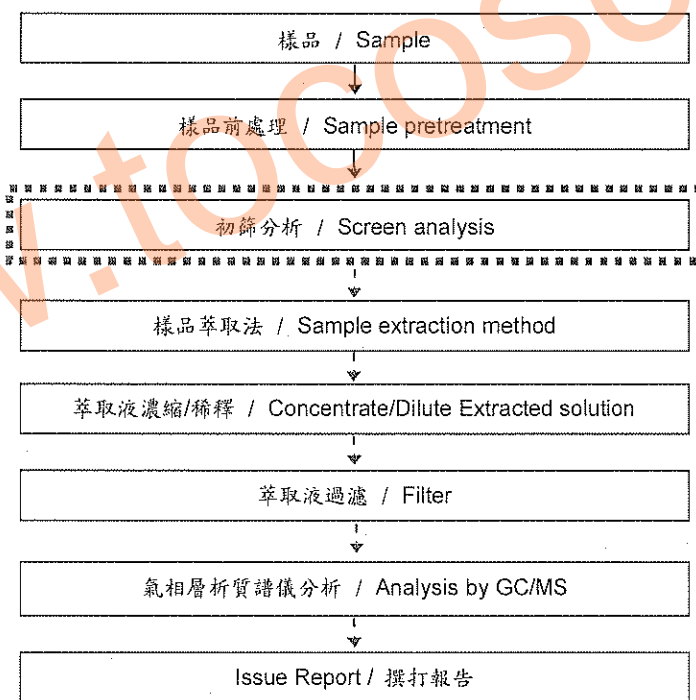 樣品 / Sample
樣品前處理 / Sample pretreatment
初篩分析 / Screen analysis
樣品萃取法 / Sample extraction method
萃取液濃縮/稀釋 / Concentrate/Dilute Extracted solution
萃取液過濾 / Filter
氣相層析質譜儀分析 / Analysis by GC/MS
Issue Report / 撰打報告
w.tocos